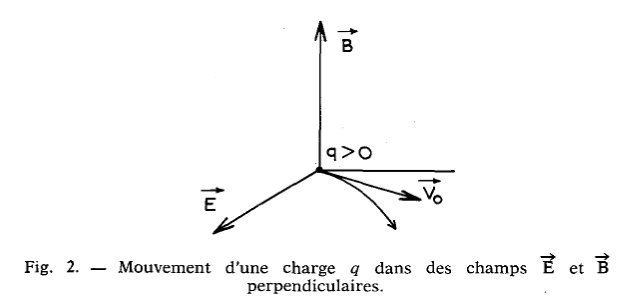 B
q>0
V₀
E
Fig. 2. — Mouvement d'une charge q dans des champs E⃗ et B⃗
perpendiculaires.